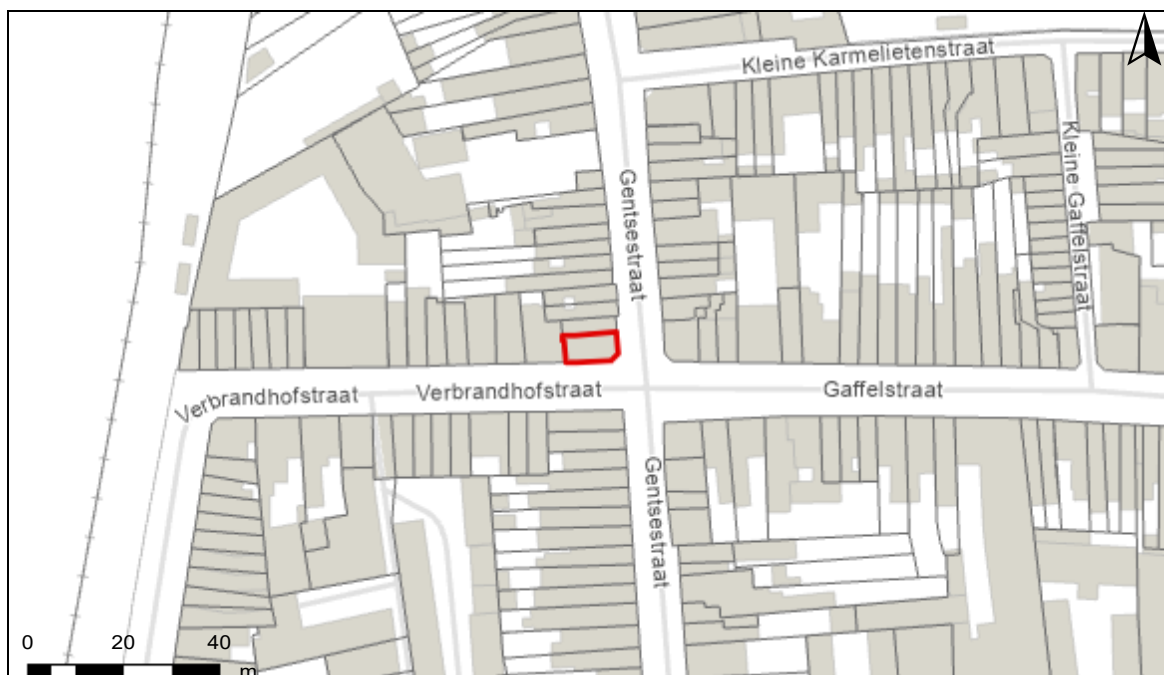 Kleine Karmelietenstraat
Kleine Gaffelstraat
Gentsestraat
Verbrandhofstraat
Verbrandhofstraat
Gaffelstraat
Gentsestraat
0 20 40
m